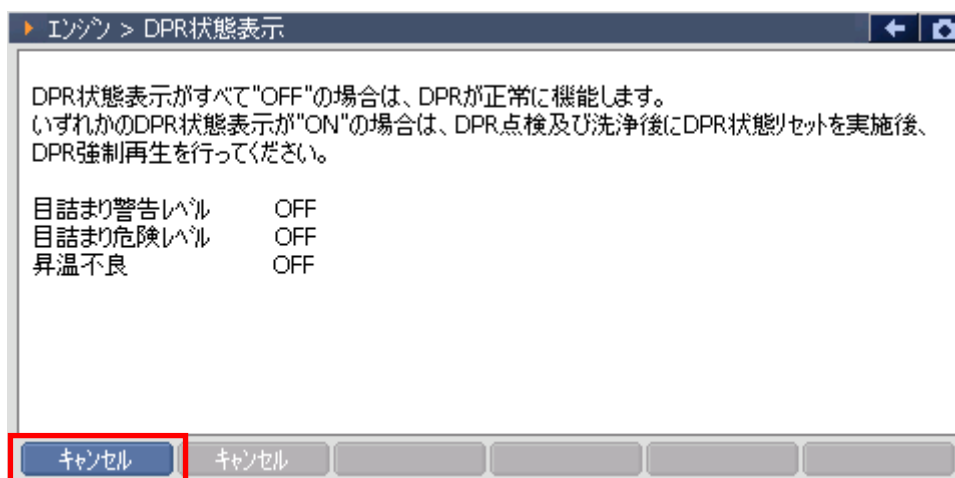 ｴﾝｼﾞﾝ > DPR状態表示
DPR状態表示がすべて"OFF"の場合は、DPRが正常に機能します。
いずれかのDPR状態表示が"ON"の場合は、DPR点検及び洗浄後にDPR状態ﾘｾｯﾄを実施後、
DPR強制再生を行ってください。
目詰まり警告ﾚﾍﾞﾙ OFF
目詰まり危険ﾚﾍﾞﾙ OFF
昇温不良 OFF
ｷｬﾝｾﾙ ｷｬﾝｾﾙ